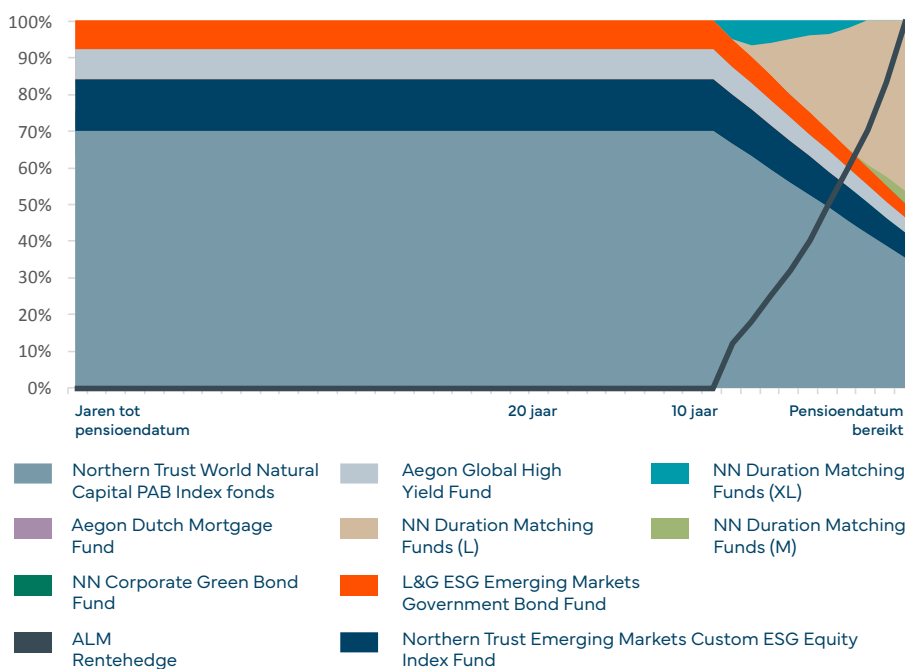 100%
90%
80%
70%
60%
50%
40%
30%
20%
10%
0%
Jaren tot
pensioendatum
20 jaar
10 jaar
Pensioendatum
bereikt
Northern Trust World Natural
Capital PAB Index fonds
Aegon Global High
Yield Fund
NN Duration Matching
Funds (XL)
Aegon Dutch Mortgage
Fund
NN Duration Matching
Funds (L)
NN Duration Matching
Funds (M)
NN Corporate Green Bond
Fund
L&G ESG Emerging Markets
Government Bond Fund
ALM
Rentehedge
Northern Trust Emerging Markets Custom ESG Equity
Index Fund